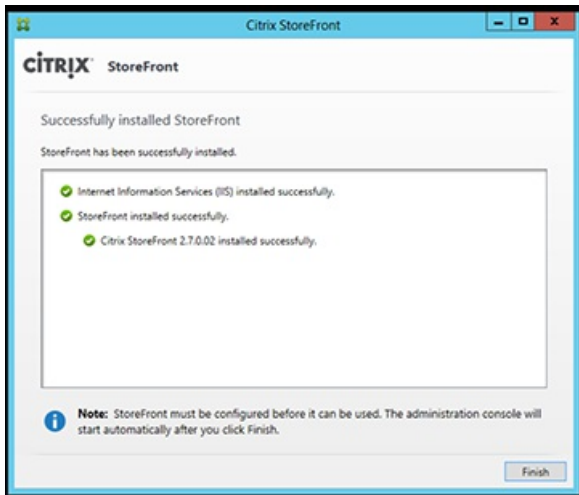 Citrix StoreFront
CİTRIX StoreFront
Successfully installed StoreFront
StoreFront has been successfully installed.
Internet Information Services (IIS) installed successfully.
StoreFront installed successfully.
Citrix StoreFront 2.7.0.02 installed successfully.
Note: StoreFront must be configured before it can be used. The administration console will
start automatically after you click Finish.
Finish